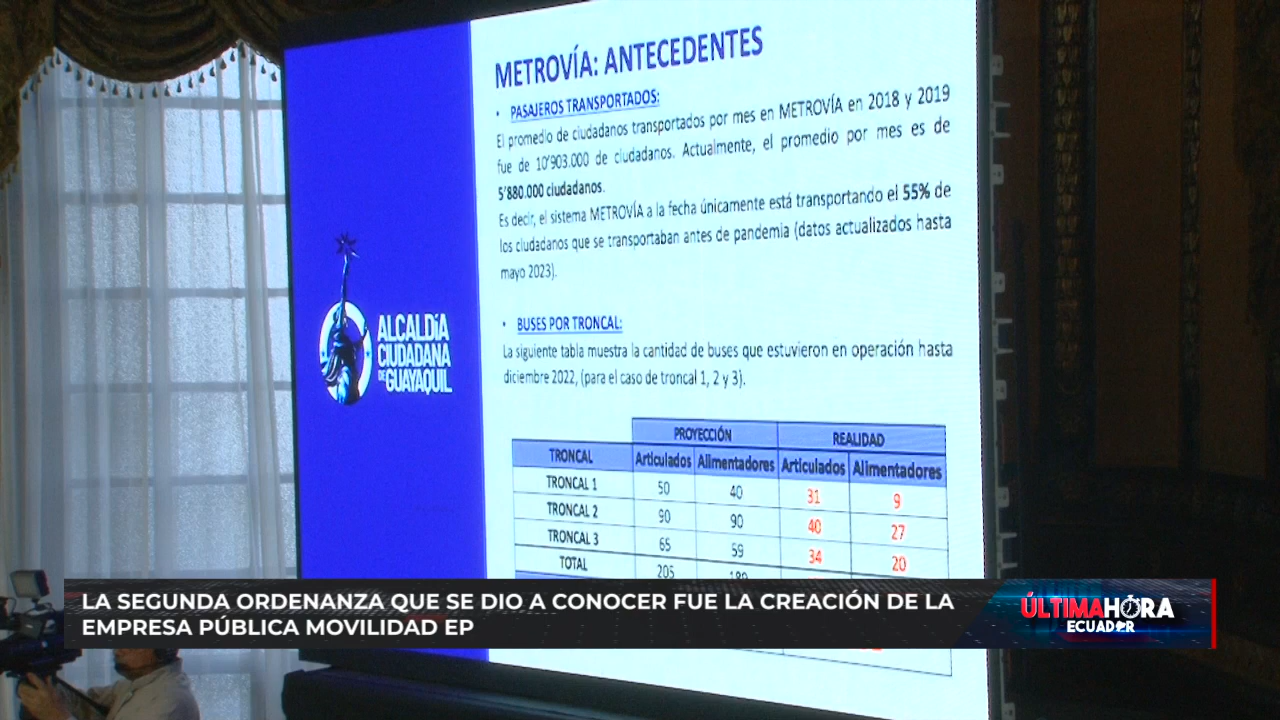 METROVÍA: ANTECEDENTES
• PASAJEROS TRANSPORTADOS:
El promedio de ciudadanos transportados por mes en METROVÍA en 2018 y 2019
fue de 10'903.000 de ciudadanos. Actualmente, el promedio por mes es de
5'880.000 ciudadanos.
Es decir, el sistema METROVÍA a la fecha únicamente está transportando el 55% de
los ciudadanos que se transportaban antes de pandemia (datos actualizados hasta
mayo 2023).
• BUSES POR TRONCAL:
La siguiente tabla muestra la cantidad de buses que estuvieron en operación hasta
diciembre 2022, (para el caso de troncal 1, 2 y 3).
ALCALDÍA
CIUDADANA
DE GUAYAQUIL
PROYECCIÓN REALIDAD
TRONCAL Articulados Alimentadores Articulados Alimentadores
TRONCAL 1 50 40 31 9
TRONCAL 2 90 90 40 27
TRONCAL 3 65 59 34 20
TOTAL 205 189
LA SEGUNDA ORDENANZA QUE SE DIO A CONOCER FUE LA CREACIÓN DE LA
EMPRESA PÚBLICA MOVILIDAD EP
ÚLTIMAHORA
ECUADOR